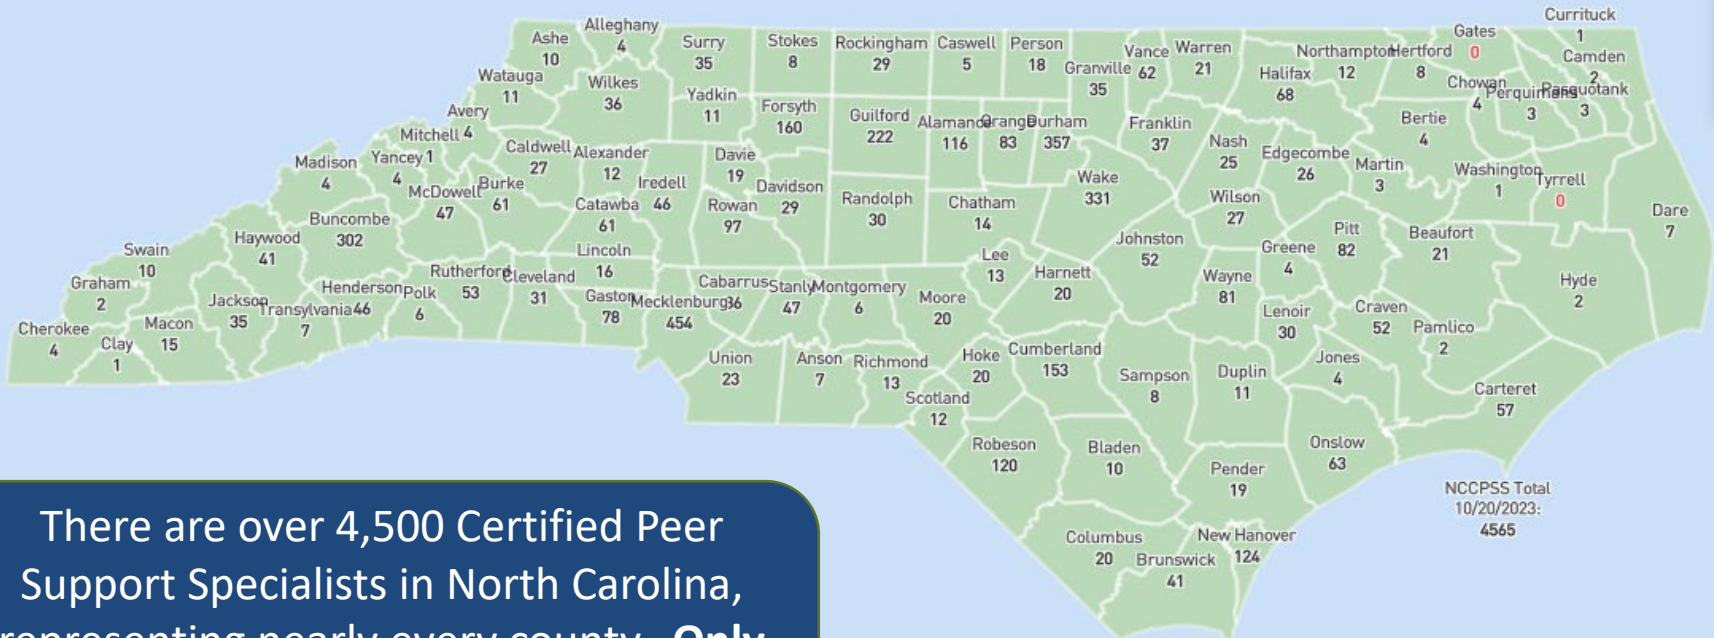 Currituck
1
Alleghany
4
Gates
0
Ashe
10
Surry
35
Stokes
8
Rockingham
29
Caswell
5
Person
18
Vance
62
Warren
21
Northampton
12
Hertford
8
Camden
2
Granville
35
Halifax
68
Watauga
11
Wilkes
36
Yadkin
11
Forsyth
160
Chowan
4
Perquimans
3
Pasquotank
3
Avery
4
Guilford
222
Alamance
116
Orange
83
Durham
357
Franklin
37
Bertie
4
Mitchell
1
Caldwell
27
Alexander
12
Davie
19
Nash
25
Edgecombe
26
Martin
3
Washington
1
Tyrrell
0
Madison
4
Yancey
4
McDowell
47
Burke
61
Iredell
46
Davidson
29
Wake
331
Catawba
61
Rowan
97
Randolph
30
Chatham
14
Wilson
27
Dare
7
Buncombe
302
Haywood
41
Swain
10
Johnston
52
Greene
4
Pitt
82
Beaufort
21
Lincoln
16
Lee
13
Harnett
20
Wayne
81
Hyde
2
Graham
2
Jackson
35
Transylvania
7
Henderson
46
Polk
6
Rutherford
53
Cleveland
31
Gaston
78
Mecklenburg
454
Cabarrus
36
Stanly
47
Montgomery
6
Moore
20
Lenoir
30
Craven
52
Pamlico
2
Cherokee
4
Clay
1
Macon
15
Union
23
Anson
7
Richmond
13
Hoke
20
Cumberland
153
Sampson
8
Duplin
11
Jones
4
Carteret
57
Scotland
12
Robeson
120
Bladen
10
Pender
19
Onslow
63
NCCPSS Total
10/20/2023:
4565
Columbus
20
Brunswick
41
New Hanover
124
There are over 4,500 Certified Peer
Support Specialists in North Carolina,
representing nearly every county. Only